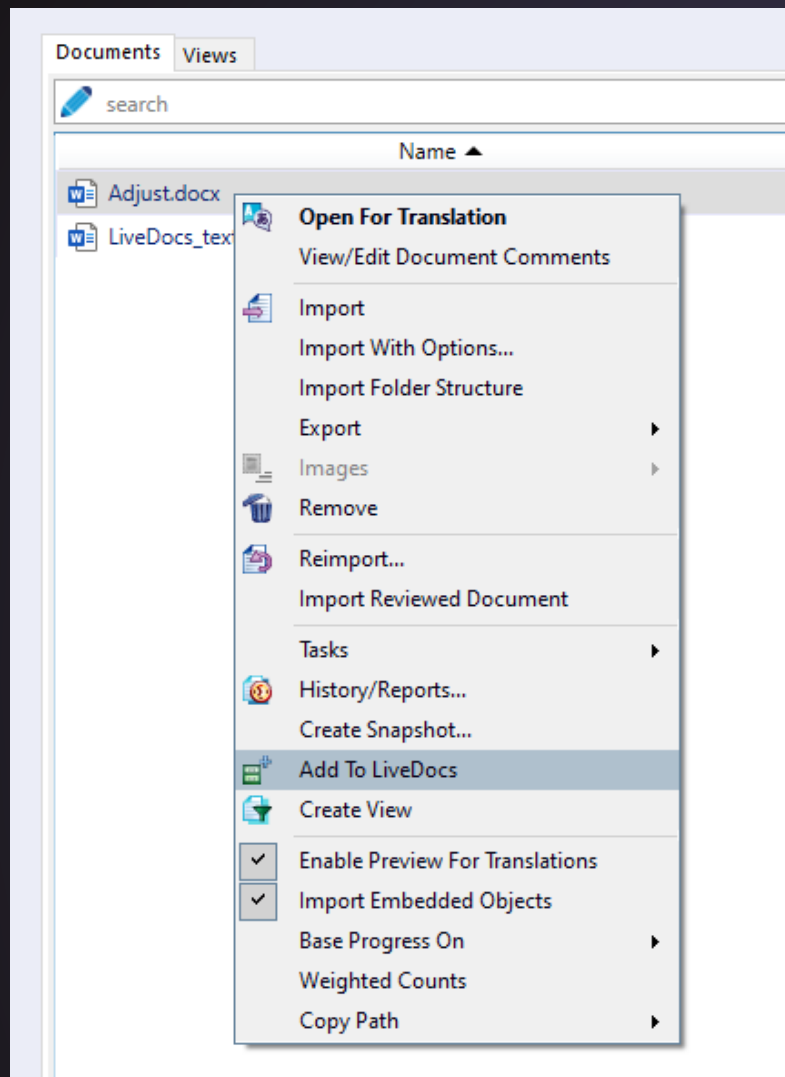 Documents Views
search
Name
Adjust.docx
LiveDocs_text
Open For Translation
View/Edit Document Comments
Import
Import With Options...
Import Folder Structure
Export
Images
Remove
Reimport...
Import Reviewed Document
Tasks
History/Reports...
Create Snapshot...
Add To LiveDocs
Create View
Enable Preview For Translations
Import Embedded Objects
Base Progress On
Weighted Counts
Copy Path